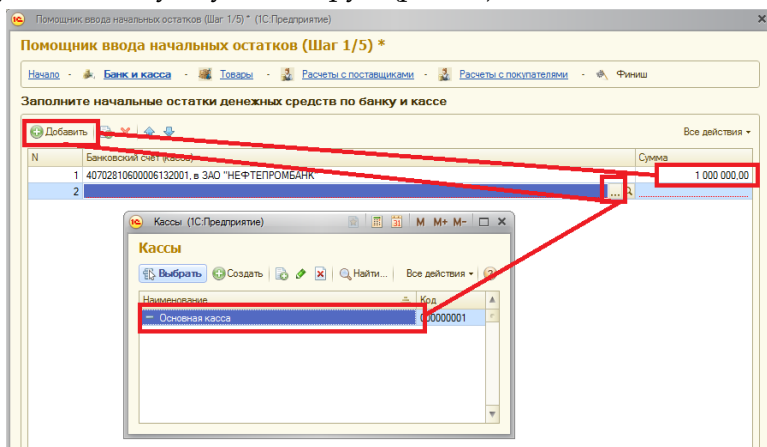 Помощник ввода начальных остатков (Шаг 1/5) * (1С:Предприятие)
Помощник ввода начальных остатков (Шаг 1/5) *
Начало - Банк и касса - Товары - Расчеты с поставщиками - Расчеты с покупателями - Финиш
Заполните начальные остатки денежных средств по банку и кассе
Добавить Все действия
N Банковский счет (касса) Сумма
1 40702810600006132001, в ЗАО "НЕФТЕПРОМБАНК" 1 000 000,00
2 ...
Кассы (1С:Предприятие) 31 M M+ M-
Кассы
Выбрать Создать Найти... Все действия
Наименование Код
Основная касса 000000001